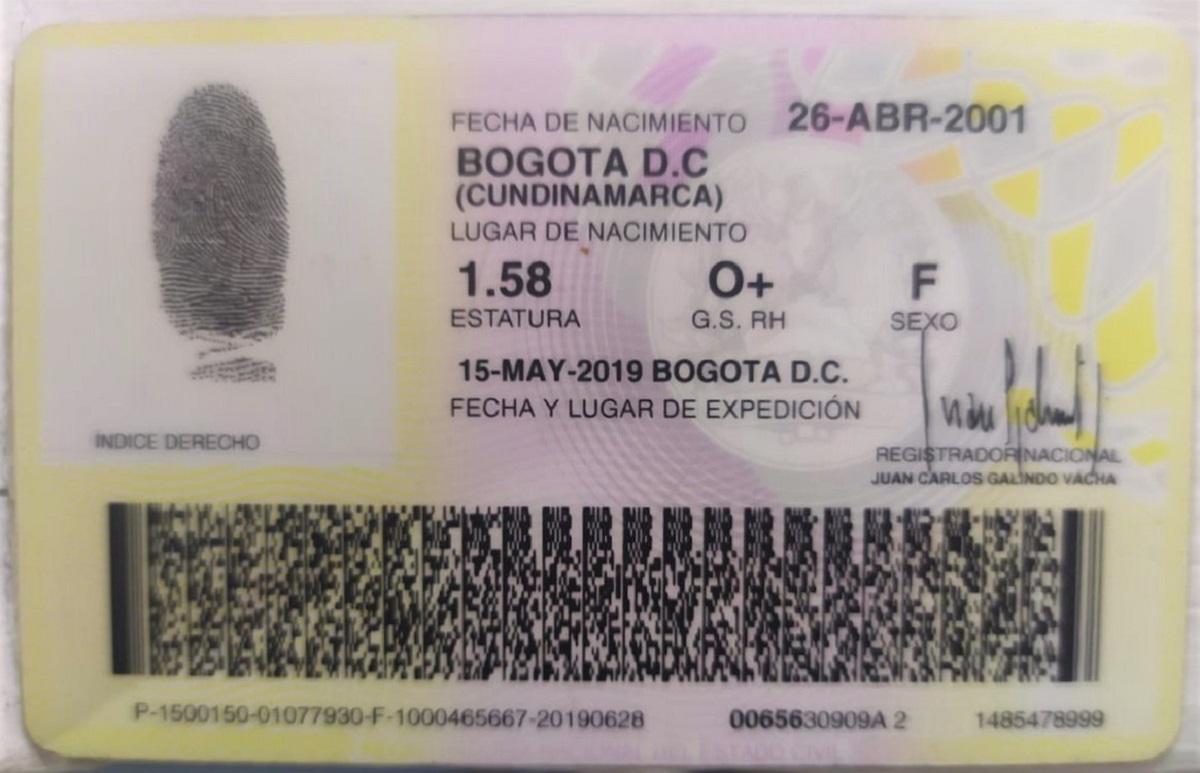 FECHA DE NACIMIENTO 26-ABR-2001
BOGOTA D.C
(CUNDINAMARCA)
LUGAR DE NACIMIENTO
1.58 O+ F
ESTATURA G.S. RH SEXO
15-MAY-2019 BOGOTA D.C.
FECHA Y LUGAR DE EXPEDICIÓN
INDICE DERECHO
REGISTRADOR NACIONAL
JUAN CARLOS GALINDO VÁCHA
P-1500150-01077930-F-1000465667-20190628 0065630909A 2 1485478999